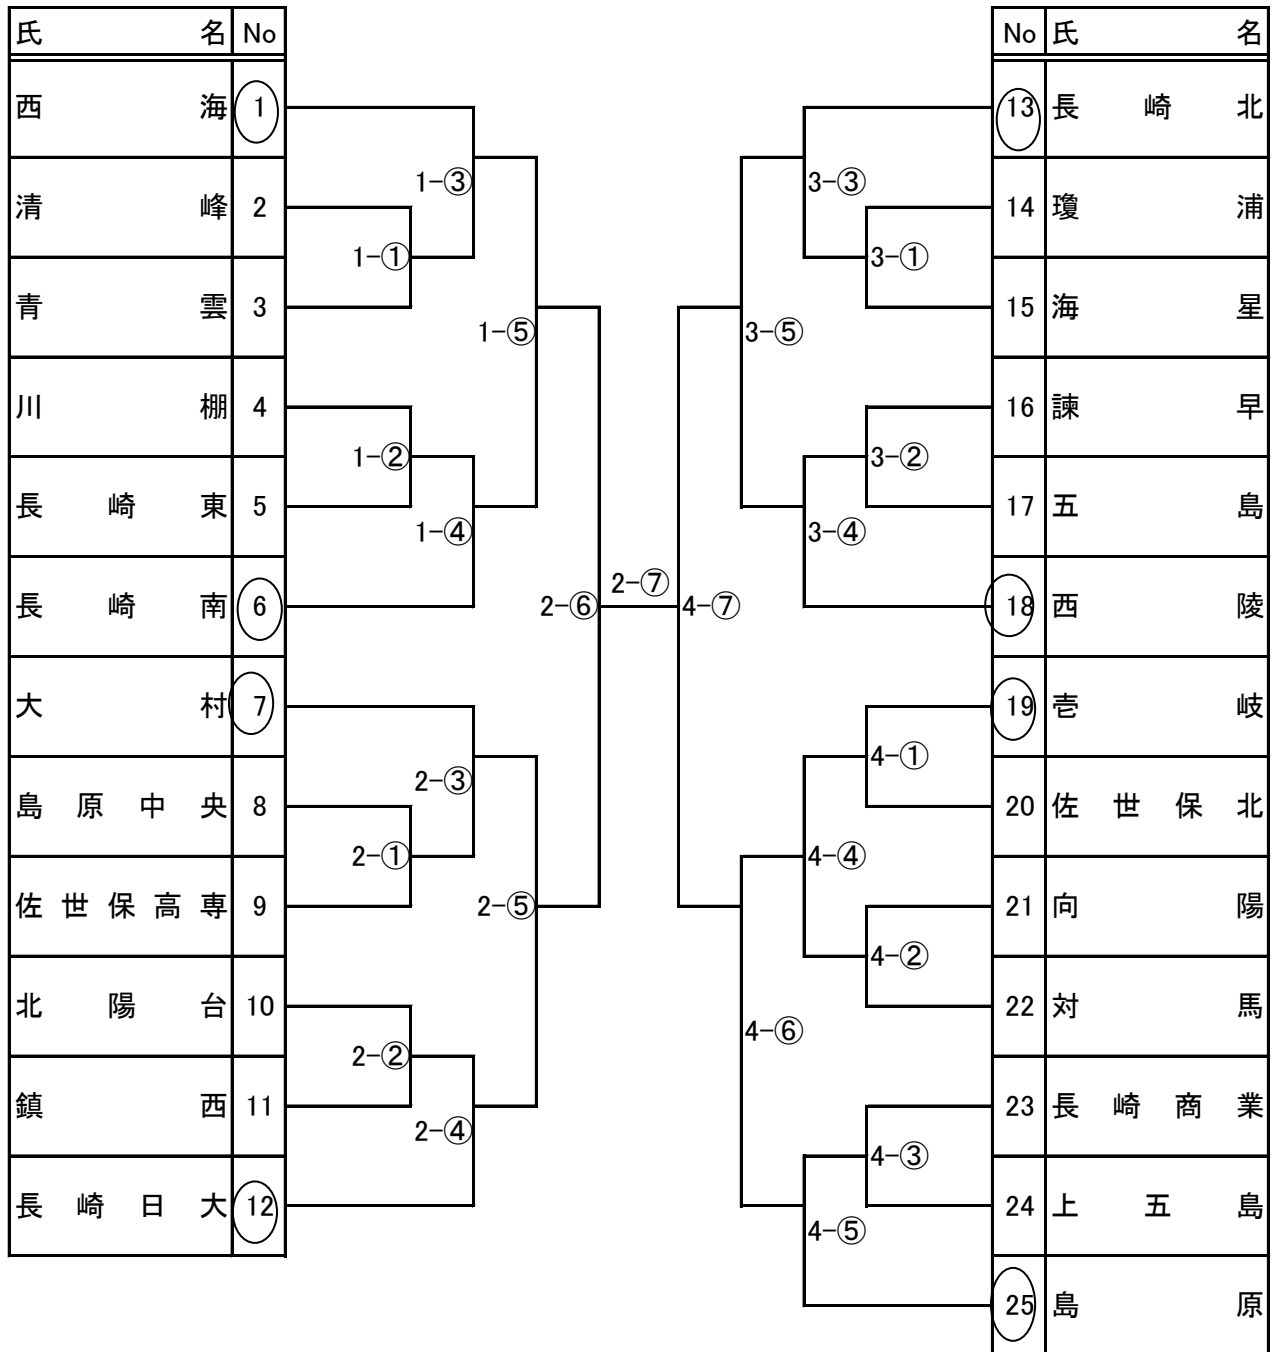 氏 名 No
西 海 1
清 峰 2
青 雲 3
川 棚 4
長 崎 東 5
長 崎 南 6
大 村 7
島 原 中 央 8
佐 世 保 高 専 9
北 陽 台 10
鎮 西 11
長 崎 日 大 12
1-③
1-①
1-⑤
1-②
1-④
2-⑥
2-③
2-①
2-⑤
2-②
2-④
2-⑦
4-⑦
3-③
3-①
3-⑤
3-②
3-④
4-①
4-④
4-②
4-⑥
4-③
4-⑤
No 氏 名
13 長 崎 北
14 瓊 浦
15 海 星
16 諫 早
17 五 島
18 西 陵
19 壱 岐
20 佐 世 保 北
21 向 陽
22 対 馬
23 長 崎 商 業
24 上 五 島
25 島 原